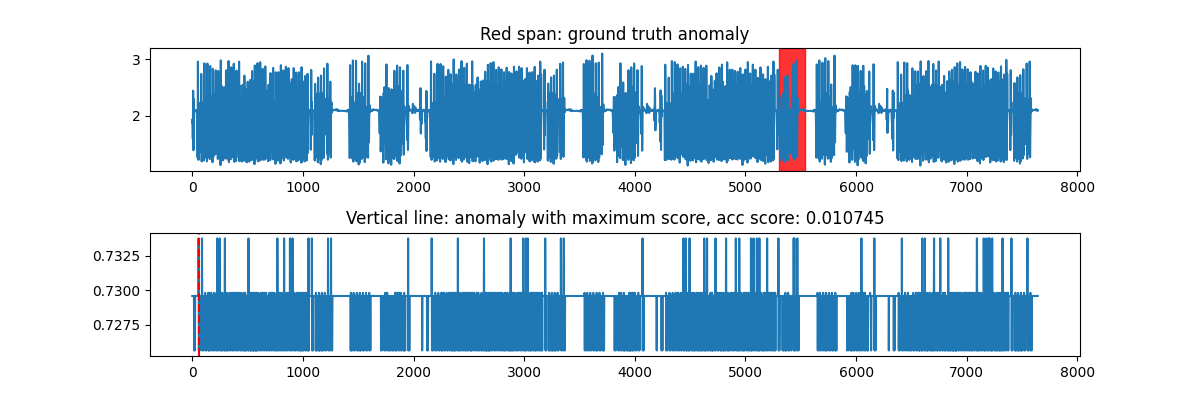 Red span: ground truth anomaly
3
2
0 1000 2000 3000 4000 5000 6000 7000 8000
Vertical line: anomaly with maximum score, acc score: 0.010745
0.7325
0.7300
0.7275
0 1000 2000 3000 4000 5000 6000 7000 8000